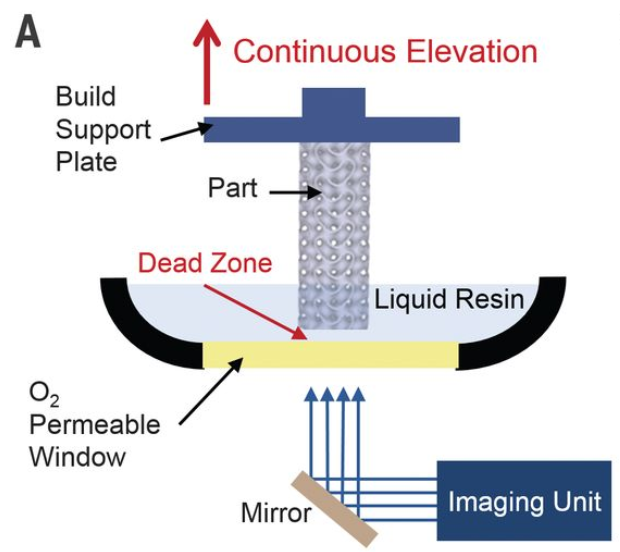 A
Continuous Elevation
Build
Support
Plate
Part
Dead Zone
Liquid Resin
O₂
Permeable
Window
Mirror
Imaging Unit